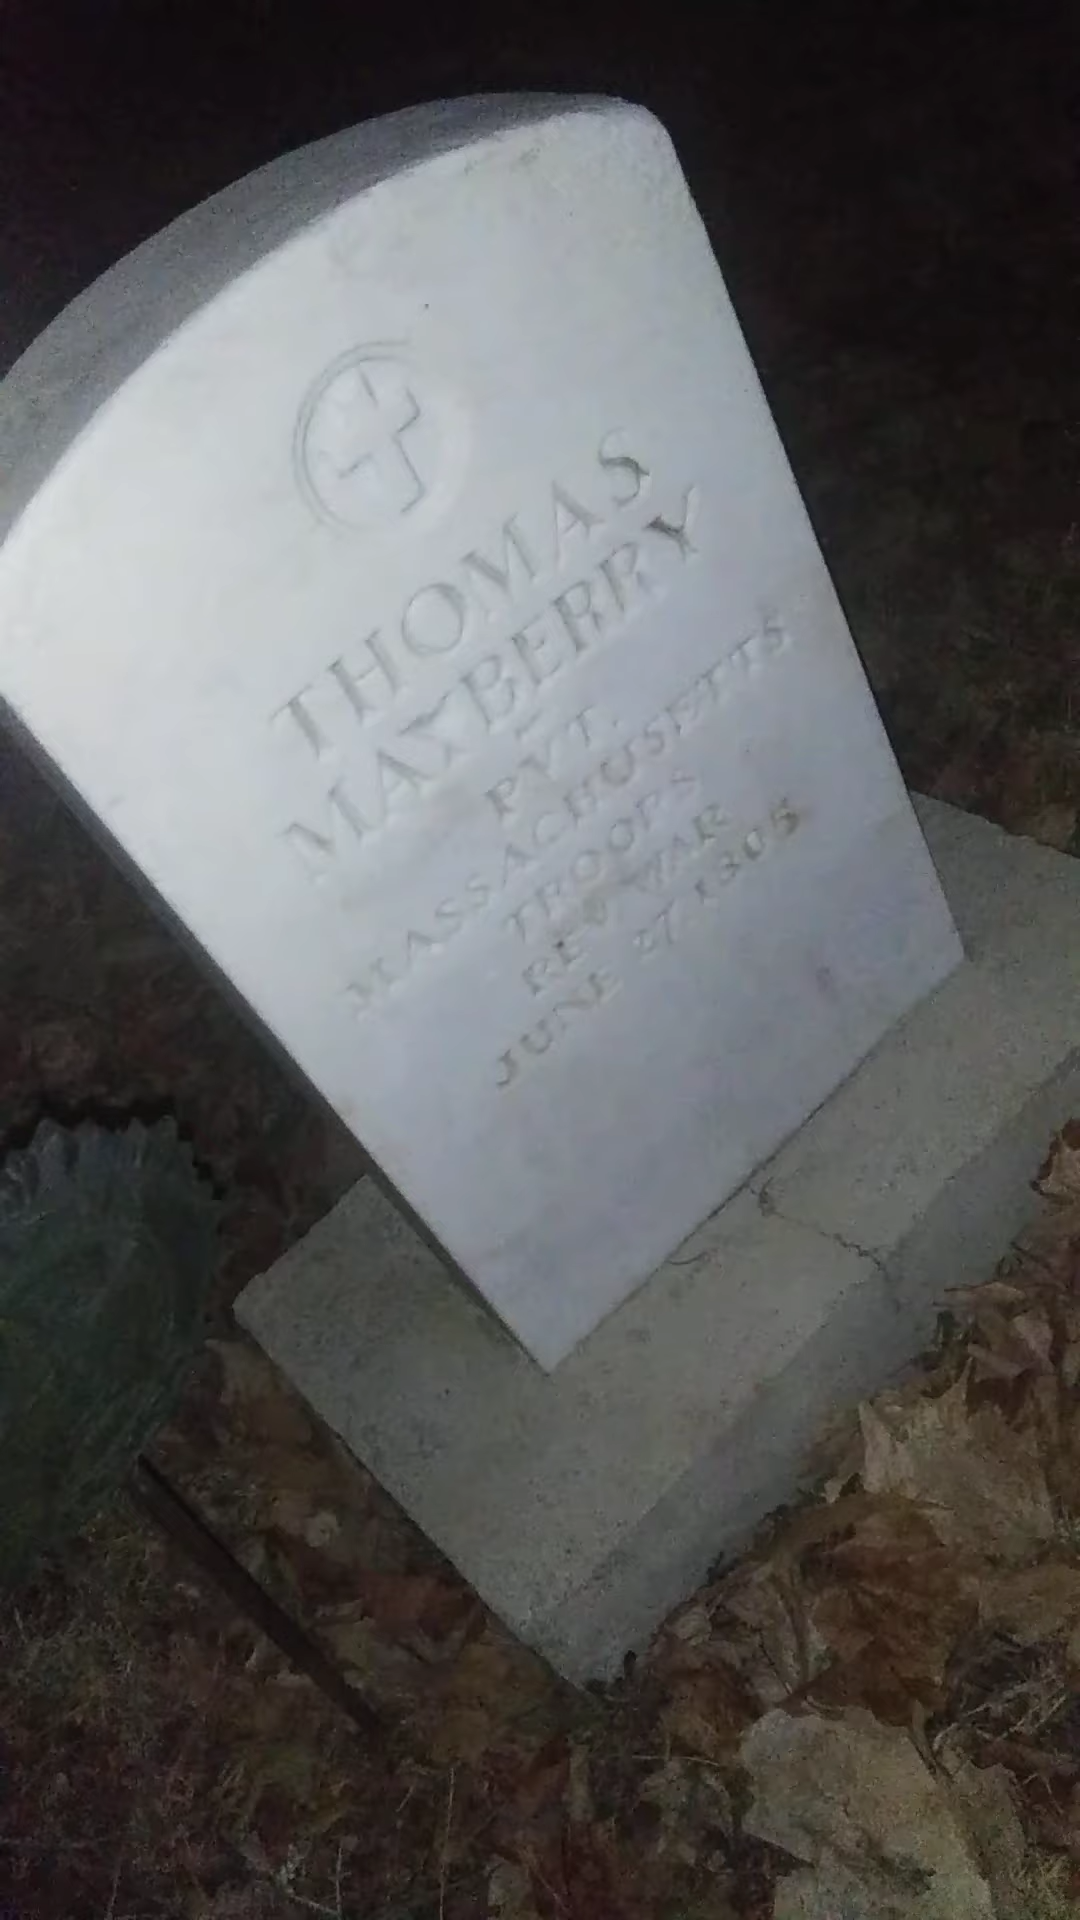 THOMAS
MAYBERRY
PVT.
MASSACHUSETTS
TROOPS
REV WAR
JUNE 27, 1805